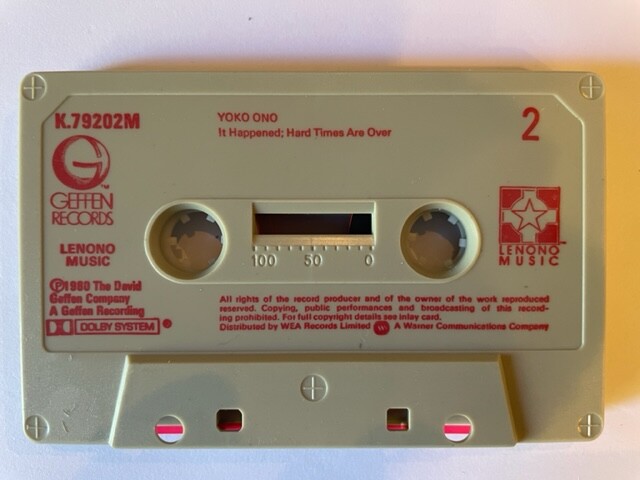 K.79202M
YOKO ONO
It Happened; Hard Times Are Over
2
G
TM
GEFFEN
RECORDS
LENONO
MUSIC
LENONO
MUSIC
100 50 0
℗1980 The David
Geffen Company
A Geffen Recording
DOLBY SYSTEM ®
All rights of the record producer and of the owner of the work reproduced
reserved. Copying, public performances and broadcasting of this record-
ing prohibited. For full copyright details see inlay card.
Distributed by WEA Records Limited W A Warner Communications Company